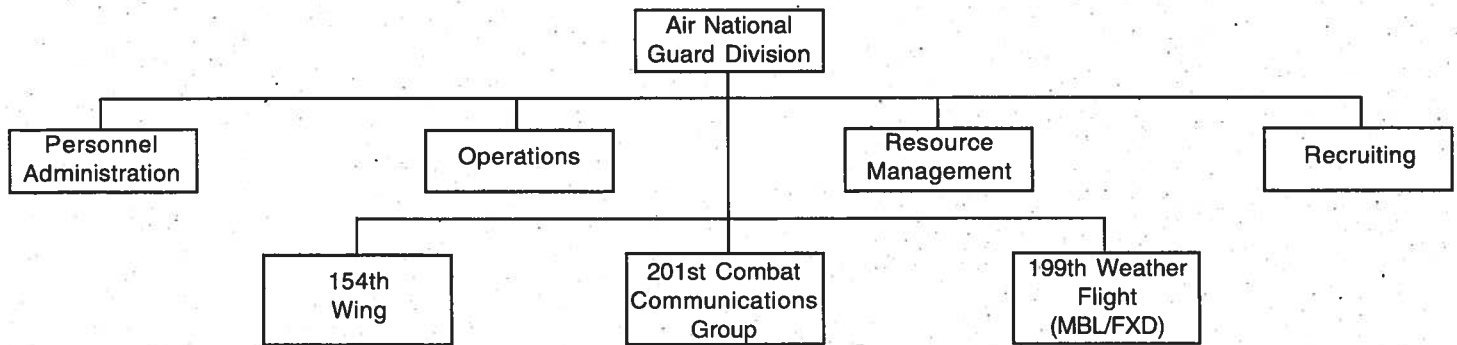 Air National
Guard Division
Personnel
Administration
Operations
Resource
Management
Recruiting
154th
Wing
201st Combat
Communications
Group
199th Weather
Flight
(MBL/FXD)